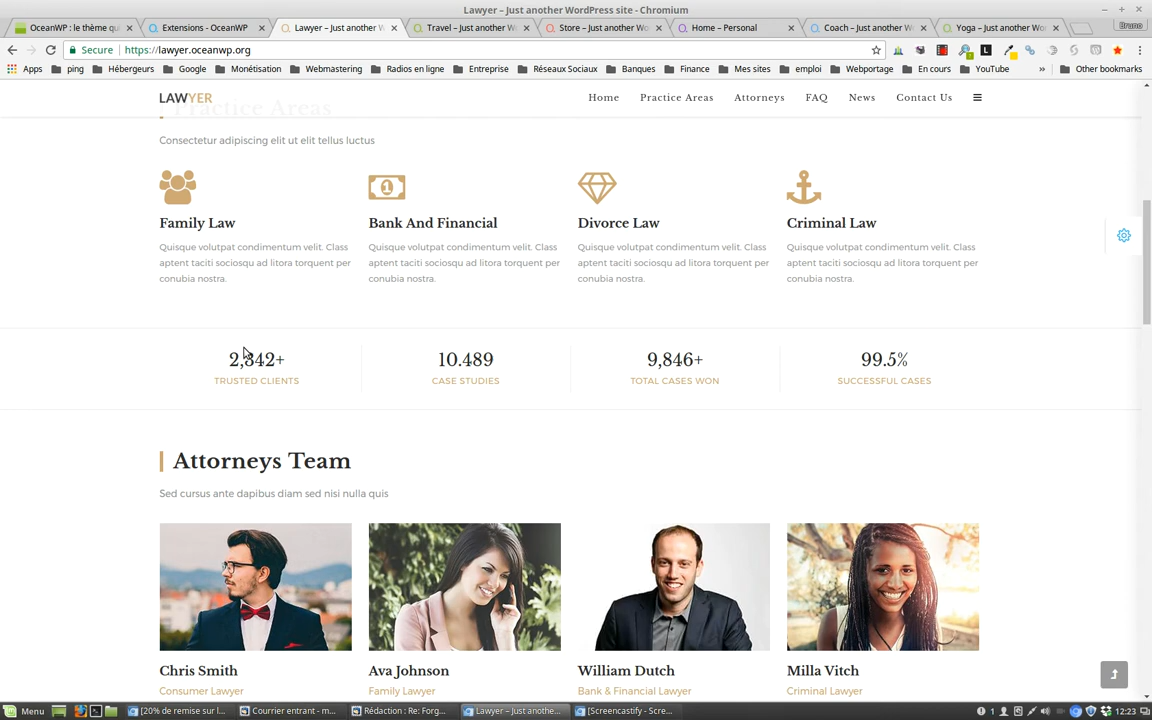 Lawyer – Just another WordPress site - Chromium
OceanWP : le thème qu
Extensions - OceanWP
Lawyer – Just another W
Travel – Just another W
Store – Just another Wo
Home – Personal
Coach – Just another W
Yoga – Just another Wor
Bruno
Secure
https://lawyer.oceanwp.org
Apps
ping
Hébergeurs
Google
Monétisation
Webmastering
Radios en ligne
Entreprise
Réseaux Sociaux
Banques
Finance
Mes sites
emploi
Webportage
En cours
YouTube
»
Other bookmarks
LAWYER
Home
Practice Areas
Attorneys
FAQ
News
Contact Us
Practice Areas
Consectetur adipiscing elit ut elit tellus luctus
Family Law
Quisque volutpat condimentum velit. Class
aptent taciti sociosqu ad litora torquent per
conubia nostra.
Bank And Financial
Quisque volutpat condimentum velit. Class
aptent taciti sociosqu ad litora torquent per
conubia nostra.
Divorce Law
Quisque volutpat condimentum velit. Class
aptent taciti sociosqu ad litora torquent per
conubia nostra.
Criminal Law
Quisque volutpat condimentum velit. Class
aptent taciti sociosqu ad litora torquent per
conubia nostra.
2,342+
TRUSTED CLIENTS
10.489
CASE STUDIES
9,846+
TOTAL CASES WON
99.5%
SUCCESSFUL CASES
Attorneys Team
Sed cursus ante dapibus diam sed nisi nulla quis
Chris Smith
Consumer Lawyer
Ava Johnson
Family Lawyer
William Dutch
Bank & Financial Lawyer
Milla Vitch
Criminal Lawyer
Menu
[20% de remise sur l...
Courrier entrant - m...
Rédaction : Re: Forg...
Lawyer – Just anothe...
[Screencastify - Scre...
1
12:23